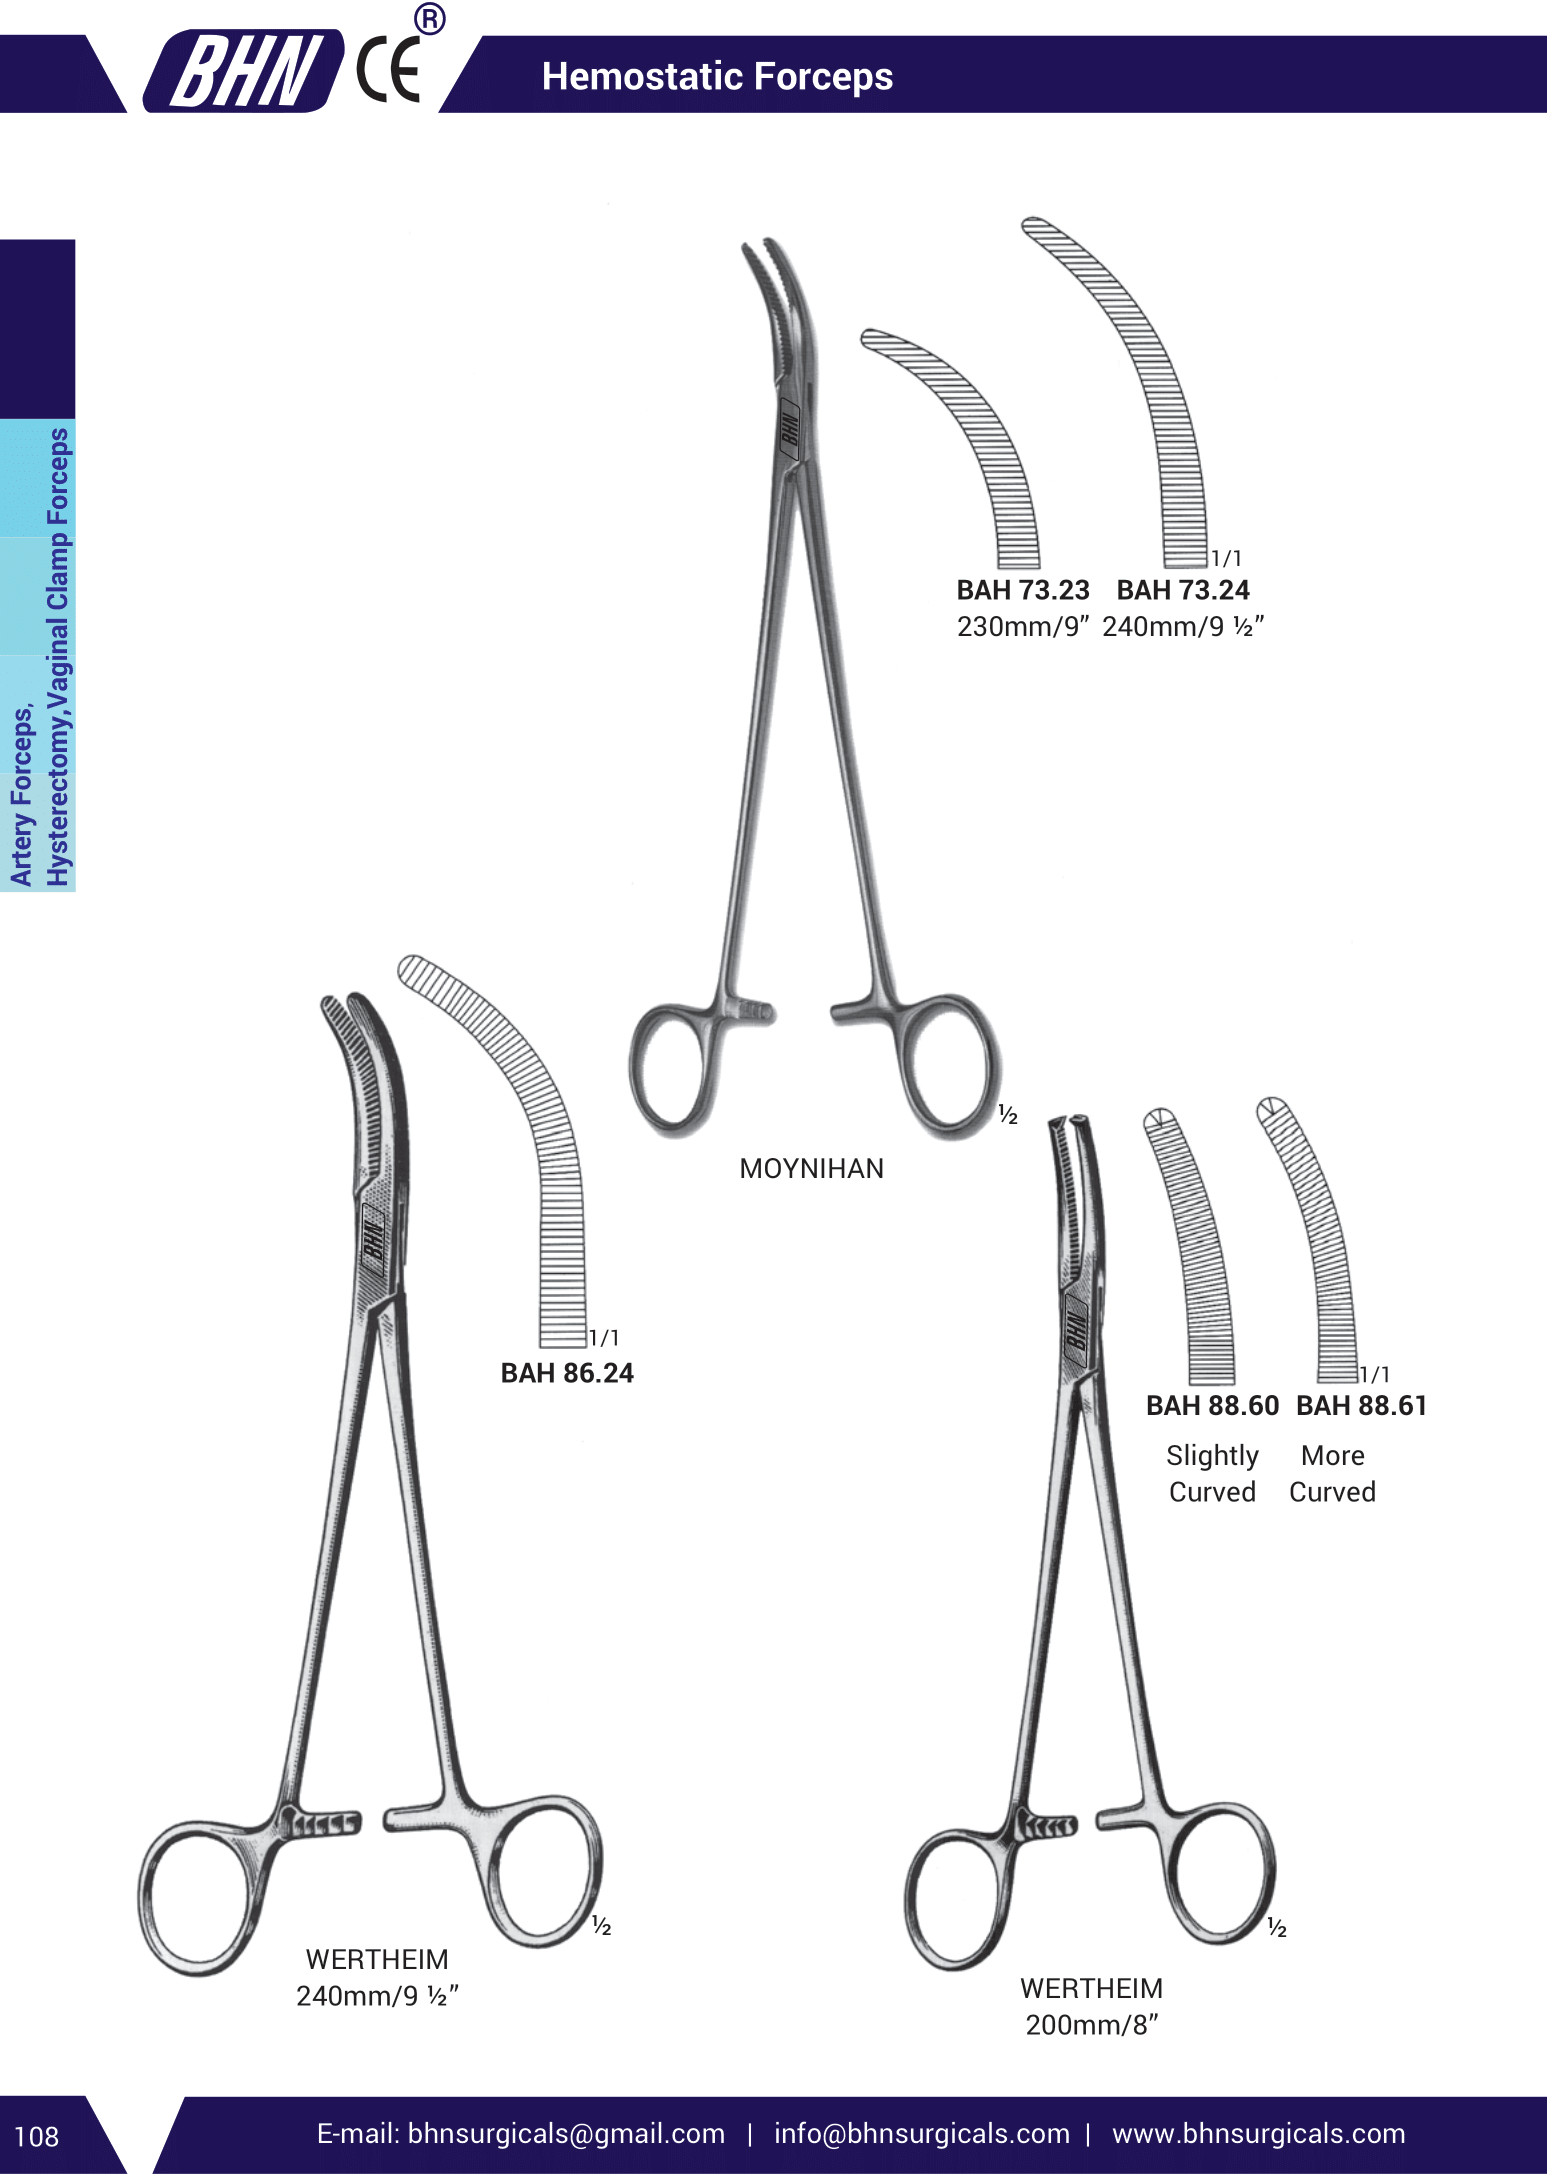 BHN CE ®
Hemostatic Forceps
Artery Forceps,
Hysterectomy,Vaginal Clamp Forceps
BHN
1/1
BAH 73.23 BAH 73.24
230mm/9” 240mm/9 ½”
½
MOYNIHAN
BHN
1/1
BAH 86.24
½
WERTHEIM
240mm/9 ½”
BHN
1/1
BAH 88.60 BAH 88.61
Slightly More
Curved Curved
½
WERTHEIM
200mm/8”
108
E-mail: bhnsurgicals@gmail.com | info@bhnsurgicals.com | www.bhnsurgicals.com